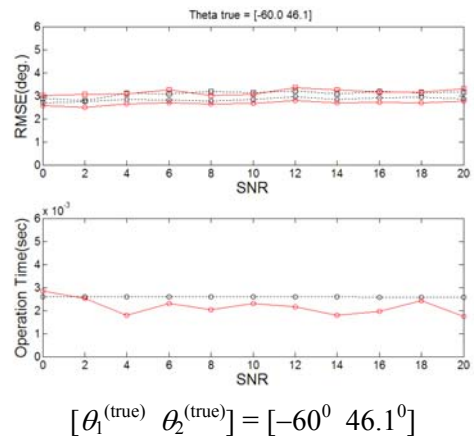 Theta true = [-60.0 46.1]
6
5
4
3
2
1
0
RMSE(deg.)
0 2 4 6 8 10 12 14 16 18 20
SNR
x 10⁻³
6
5
4
3
2
1
0
Operation Time(sec)
0 2 4 6 8 10 12 14 16 18 20
SNR
[θ₁⁽ᵗʳᵘᵉ⁾ θ₂⁽ᵗʳᵘᵉ⁾] = [–60⁰ 46.1⁰]